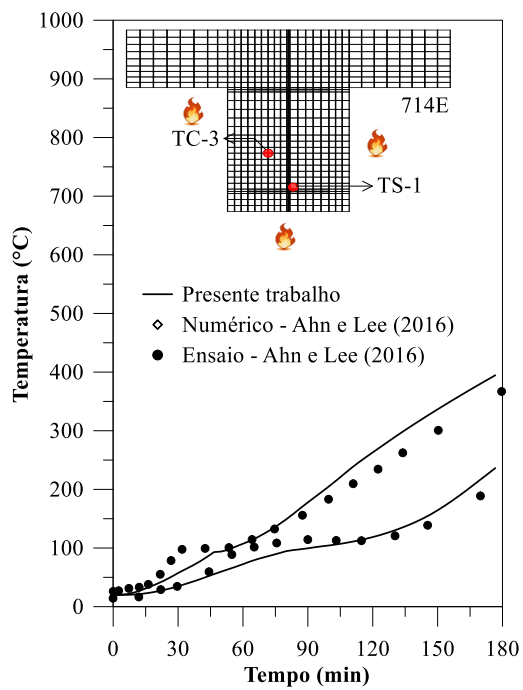 1000
900
800
700
600
500
400
300
200
100
0
Temperatura (°C)
714E
TC-3
TS-1
Presente trabalho
Numérico - Ahn e Lee (2016)
Ensaio - Ahn e Lee (2016)
0 30 60 90 120 150 180
Tempo (min)